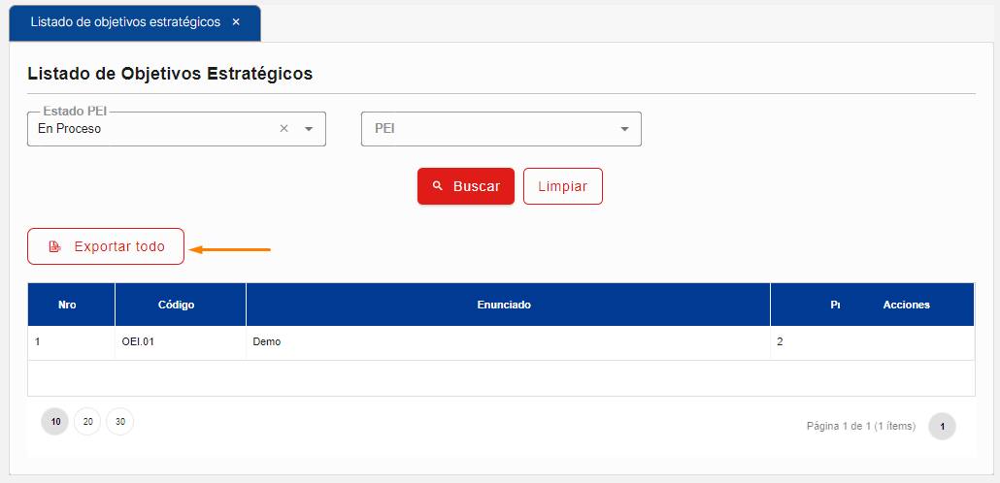 Listado de objetivos estratégicos ×
Listado de Objetivos Estratégicos
Estado PEI
En Proceso
PEI
Buscar Limpiar
Exportar todo
Nro Código Enunciado Acciones
1 OEI.01 Demo 2
10 20 30
Página 1 de 1 (1 ítems) 1